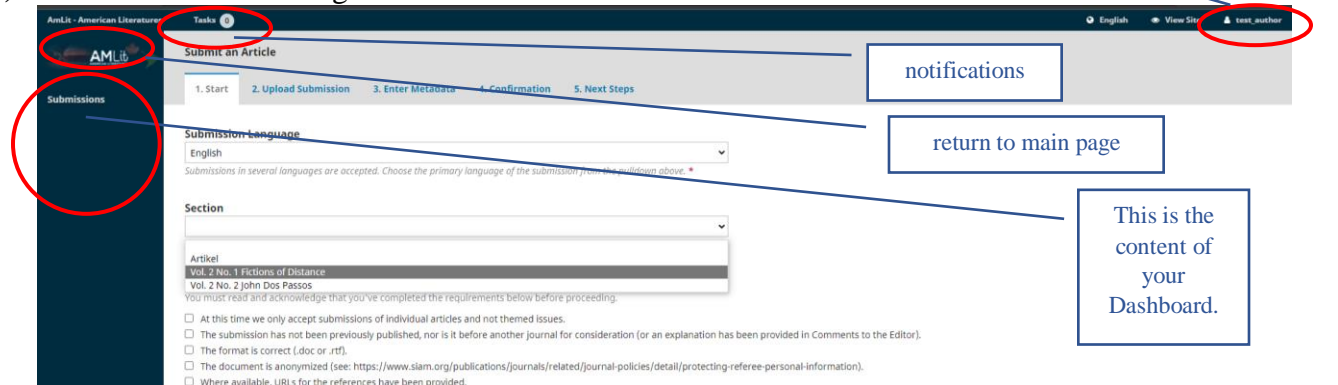 AmLit - American Literatures Tasks 0 English View Site test_author
AMLit
Submissions
Submit an Article
1. Start 2. Upload Submission 3. Enter Metadata 4. Confirmation 5. Next Steps
Submission Language
English
Submissions in several languages are accepted. Choose the primary language of the submission from the pulldown above. *
Section
Artikel
Vol. 2 No. 1 Fictions of Distance
Vol. 2 No. 2 John Dos Passos
You must read and acknowledge that you've completed the requirements below before proceeding.
At this time we only accept submissions of individual articles and not themed issues.
The submission has not been previously published, nor is it before another journal for consideration (or an explanation has been provided in Comments to the Editor).
The format is correct (.doc or .rtf).
The document is anonymized (see: https://www.siam.org/publications/journals/related/journal-policies/detail/protecting-referee-personal-information).
Where available, URLs for the references have been provided.
notifications
return to main page
This is the
content of
your
Dashboard.